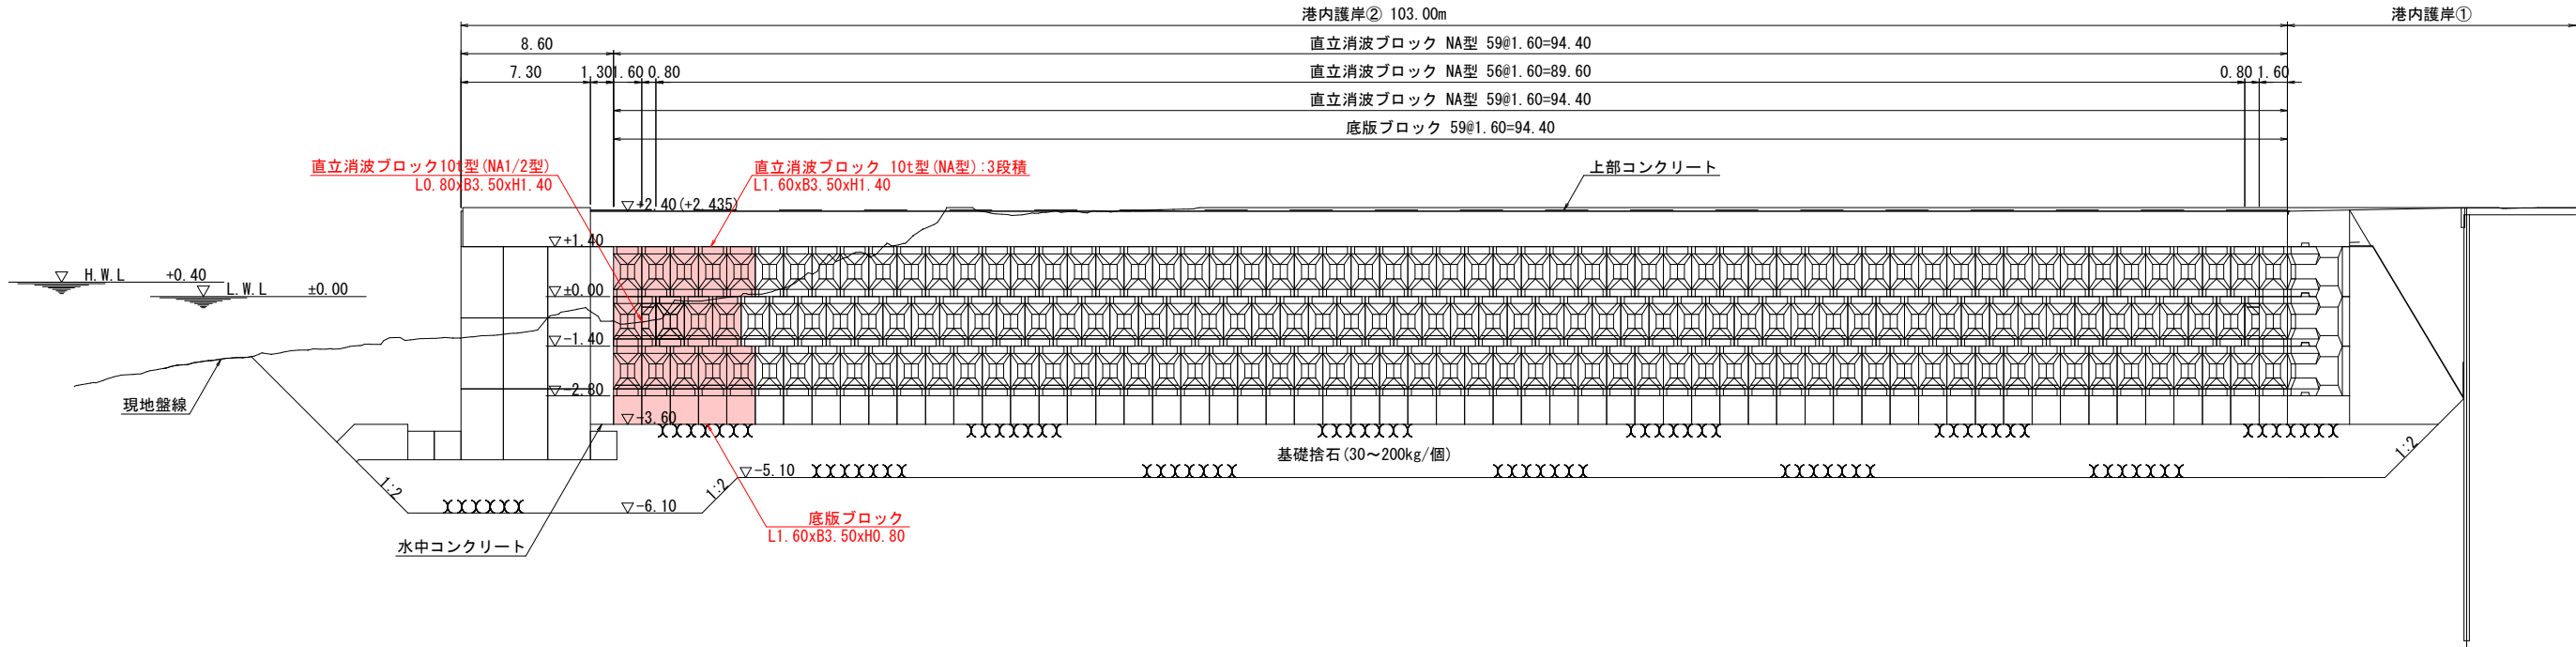 港内護岸② 103.00m
港内護岸①
8.60
直立消波ブロック NA型 59@1.60=94.40
7.30
1.30
1.60
0.80
直立消波ブロック NA型 56@1.60=89.60
0.80
1.60
直立消波ブロック NA型 59@1.60=94.40
底版ブロック 59@1.60=94.40
直立消波ブロック10t型(NA1/2型)
L0.80xB3.50xH1.40
直立消波ブロック 10t型(NA型):3段積
L1.60xB3.50xH1.40
上部コンクリート
▽+2.40(+2.435)
▽+1.40
▽ H.W.L +0.40
▽ L.W.L ±0.00
▽±0.00
▽-1.40
▽-2.80
現地盤線
▽-3.60
基礎捨石(30～200kg/個)
1:2
▽-5.10
1:2
1:2
▽-6.10
底版ブロック
L1.60xB3.50xH0.80
水中コンクリート